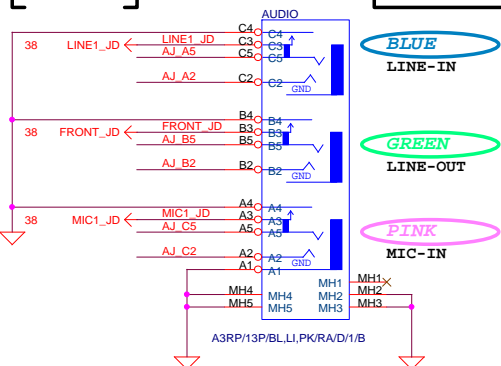 AUDIO
C4 C4
38 LINE1_JD LINE1_JD C3 C3
AJ_A5 C5 C5
AJ_A2 C2 C2
GND
BLUE
LINE-IN
B4 B4
38 FRONT_JD FRONT_JD B3 B3
AJ_B5 B5 B5
AJ_B2 B2 B2
GND
GREEN
LINE-OUT
A4 A4
38 MIC1_JD MIC1_JD A3 A3
AJ_C5 A5 A5
AJ_C2 A2 A2
GND
A1 A1
PINK
MIC-IN
MH1 MH1
MH4 MH4 MH2 MH2
MH5 MH5 MH3 MH3
A3RP/13P/BL,LI,PK/RA/D/1/B